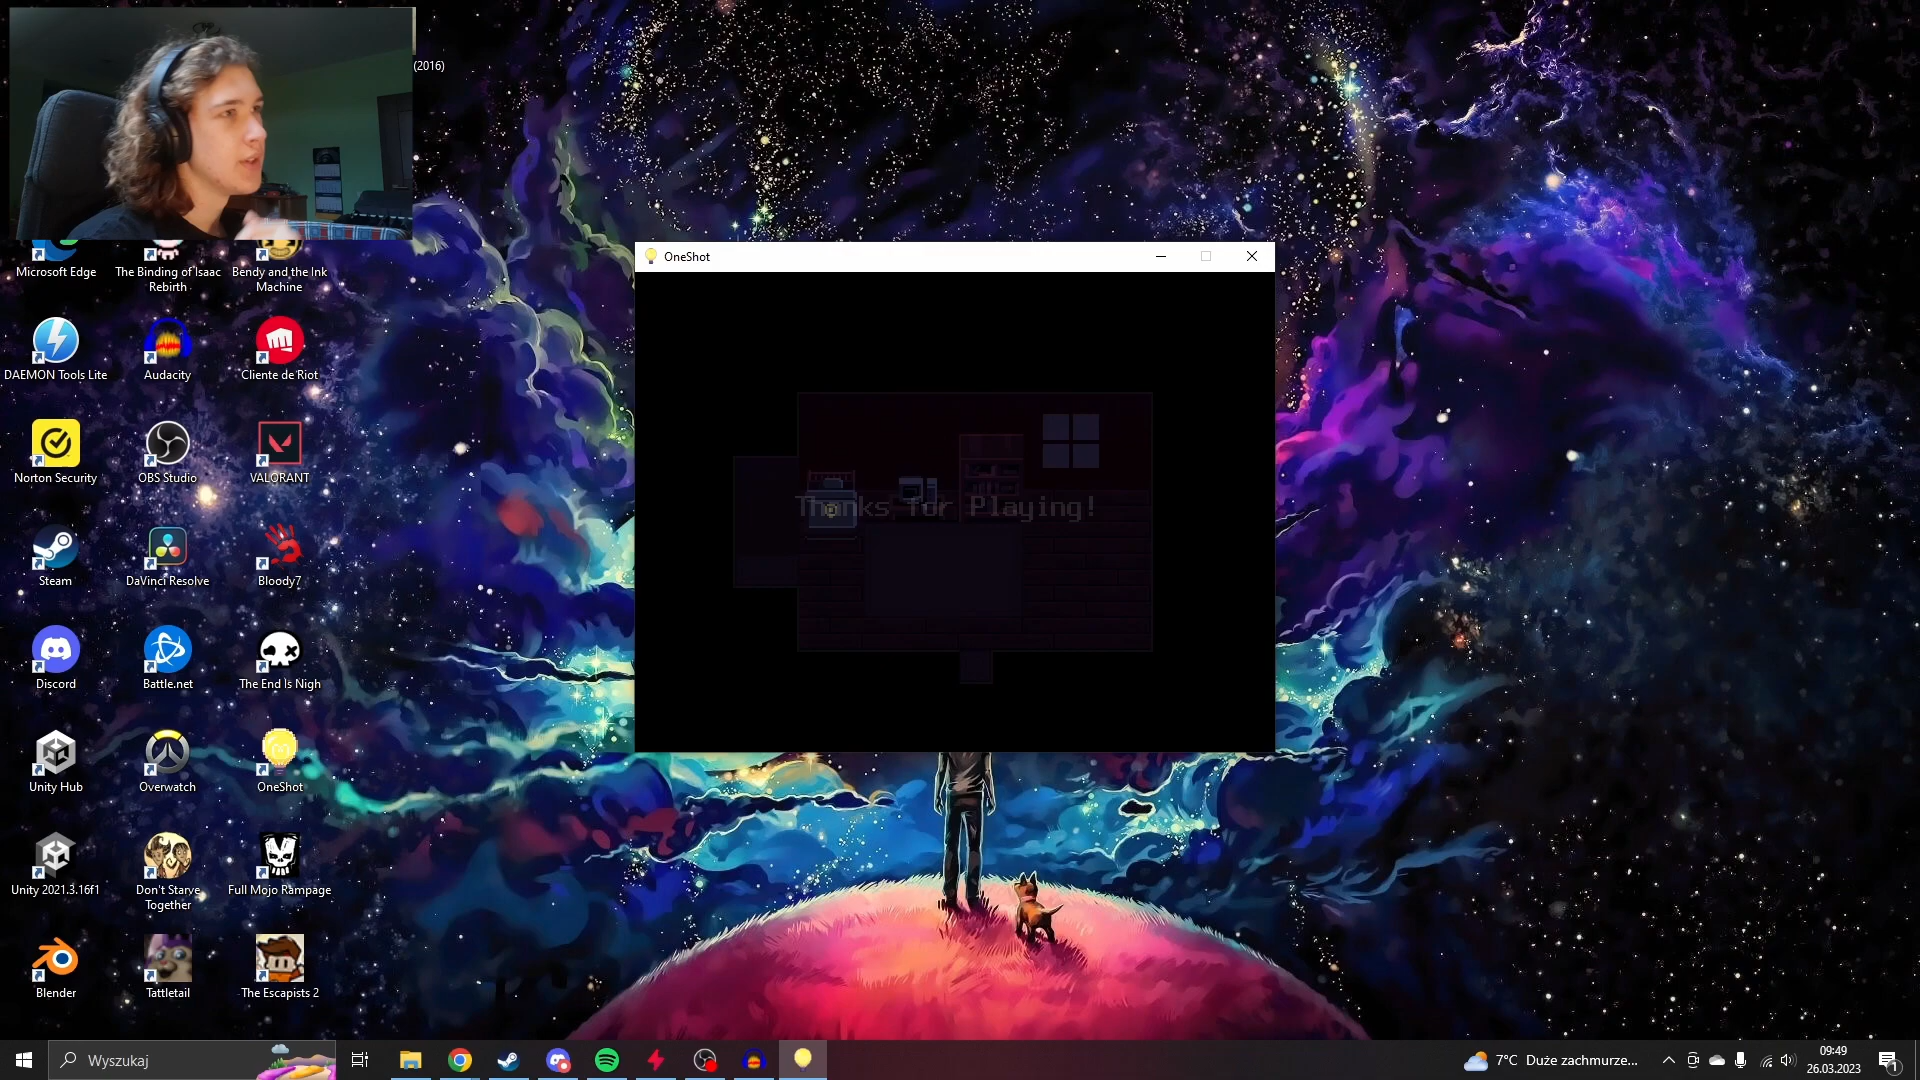 (2016)
OneShot
Microsoft Edge
The Binding of Isaac
Rebirth
Bendy and the Ink
Machine
DAEMON Tools Lite
Audacity
Cliente de Riot
Thanks for Playing!
Norton Security
OBS Studio
VALORANT
Steam
DaVinci Resolve
Bloody7
Discord
Battle.net
The End Is Nigh
Unity Hub
Overwatch
OneShot
Unity 2021.3.16f1
Don't Starve
Together
Full Mojo Rampage
Blender
Tattletail
The Escapists 2
Wyszukaj
7°C Duże zachmurze...
09:49
26.03.2023
1